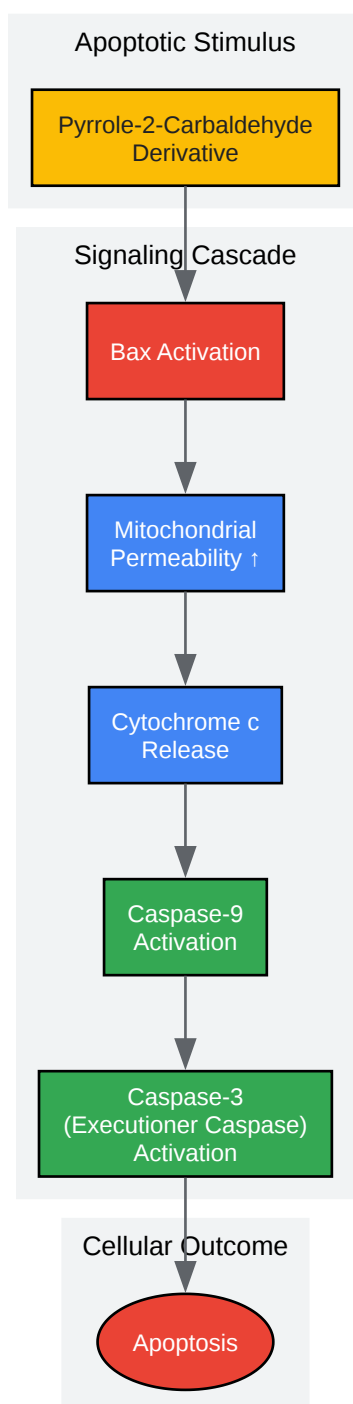 Apoptotic Stimulus
Pyrrole-2-Carbaldehyde
Derivative
Signaling Cascade
Bax Activation
Mitochondrial
Permeability ↑
Cytochrome c
Release
Caspase-9
Activation
Caspase-3
(Executioner Caspase)
Activation
Cellular Outcome
Apoptosis